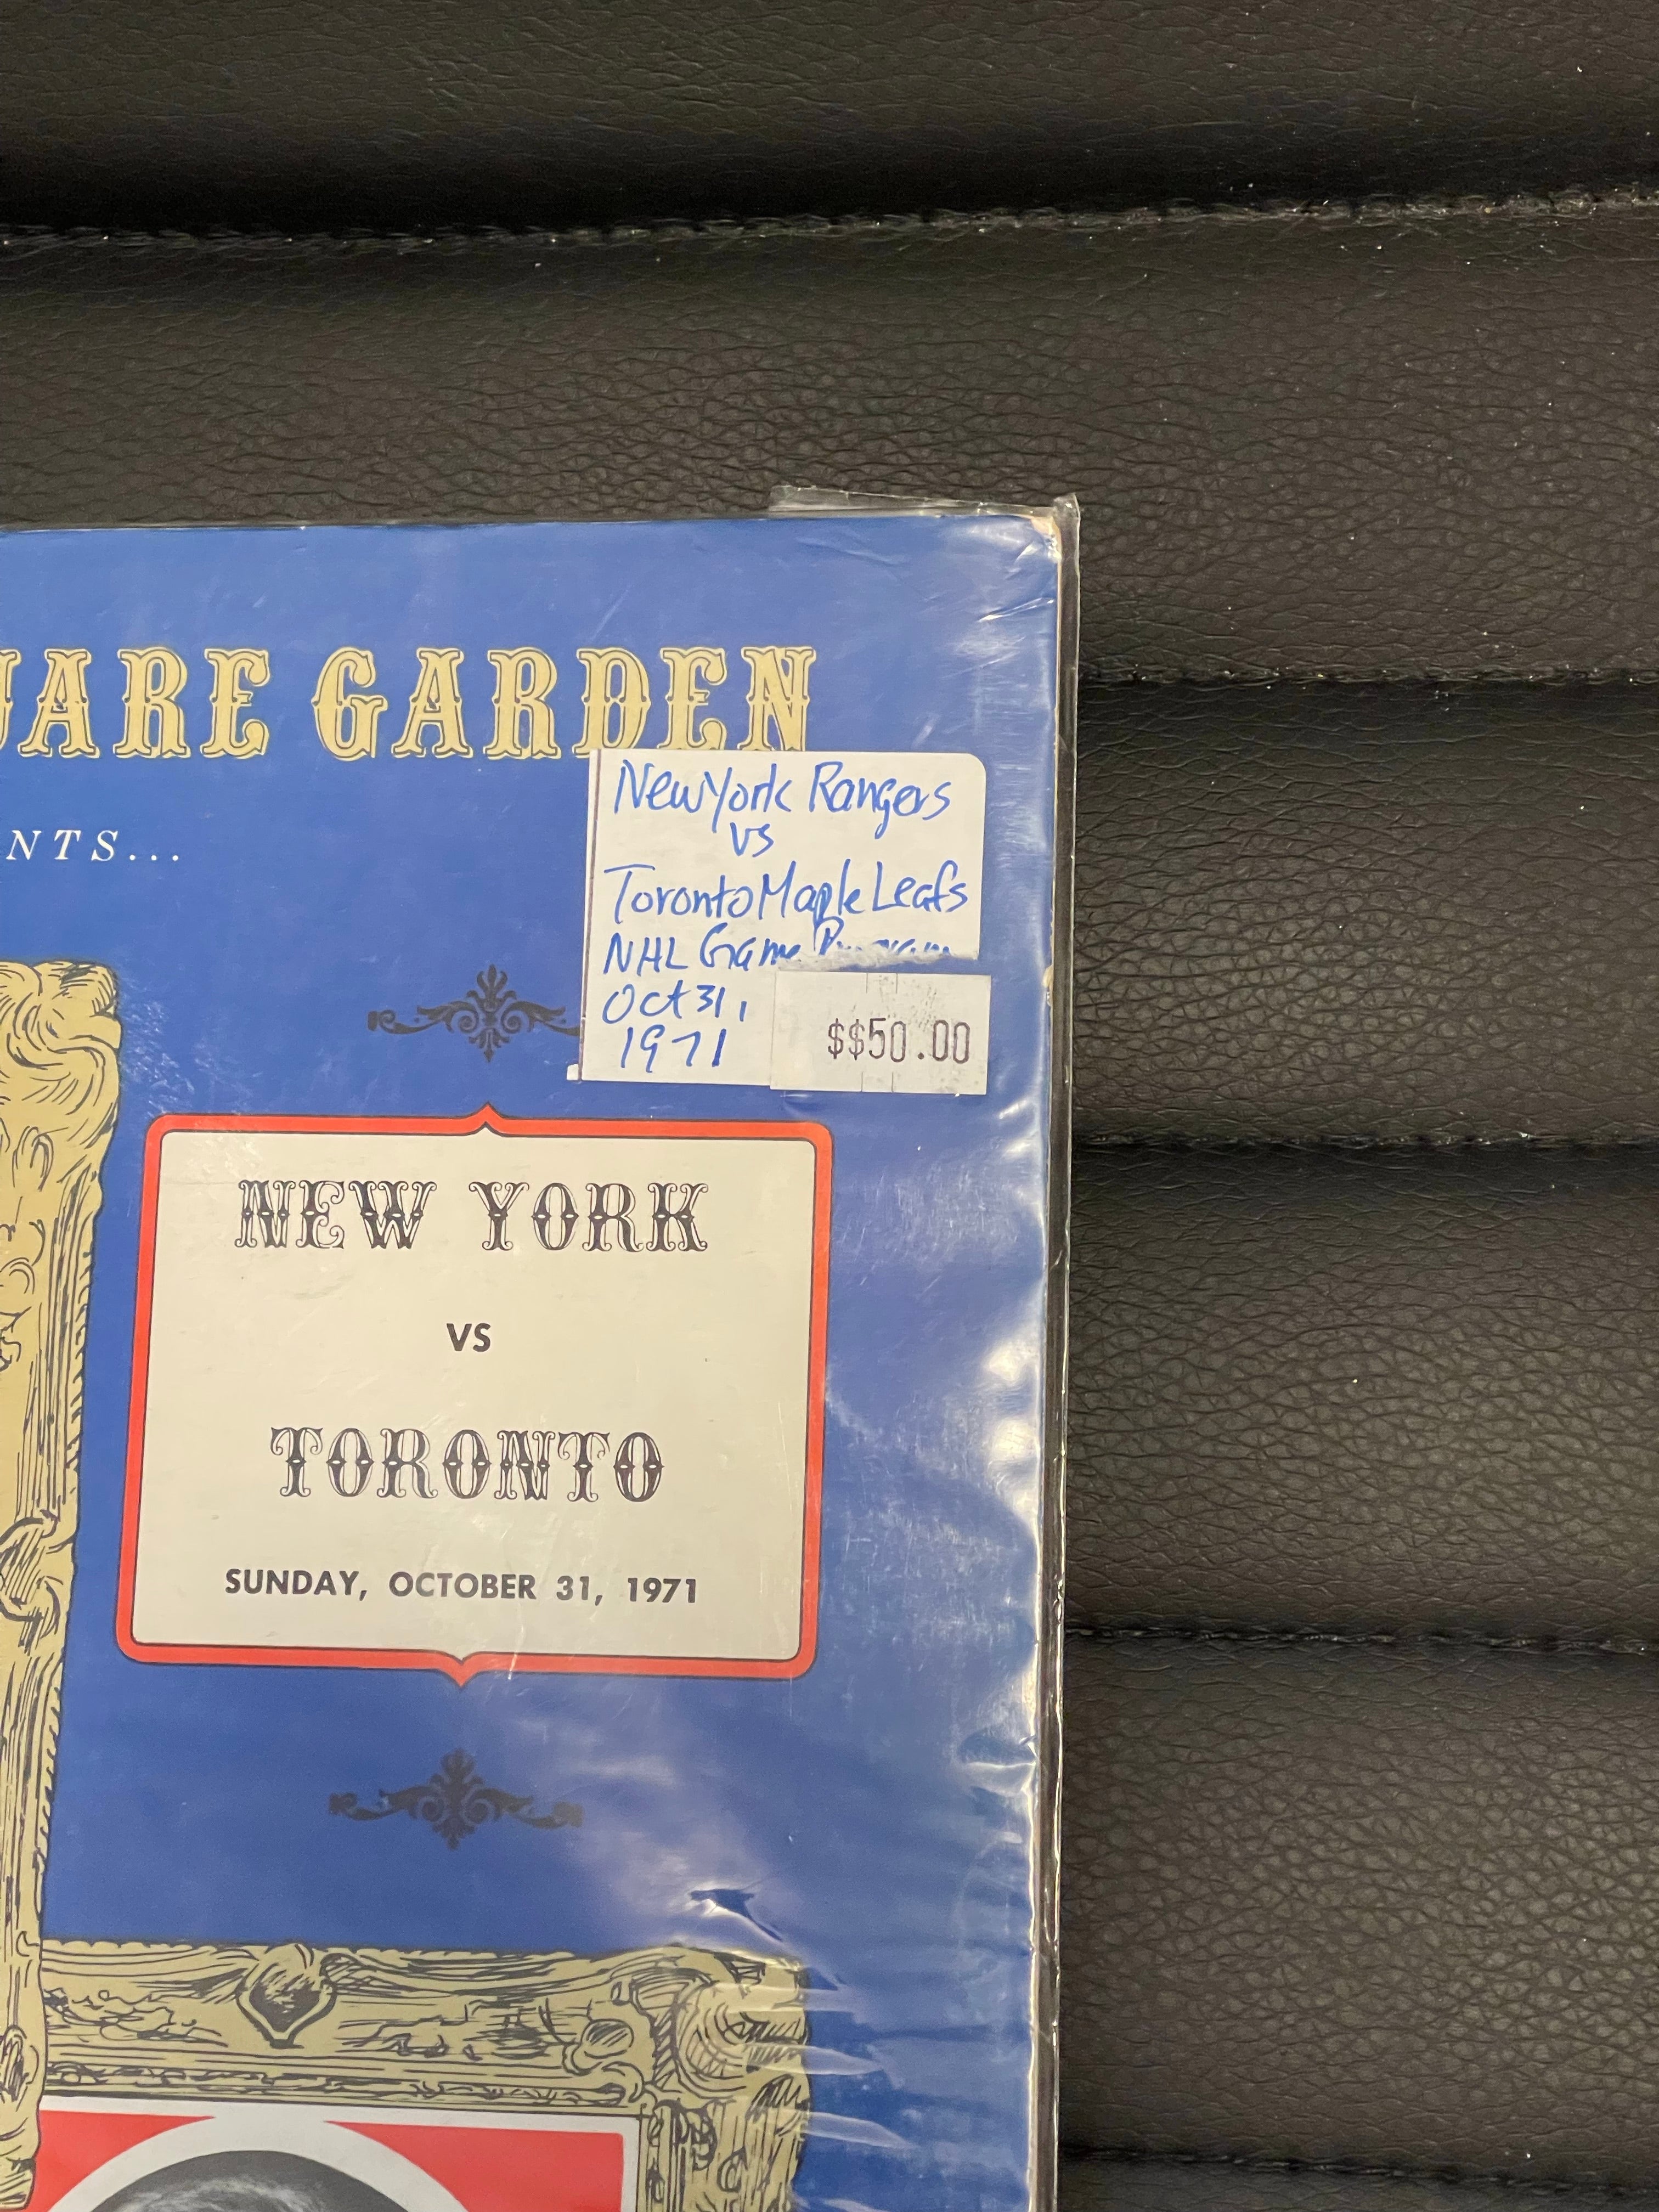 UARE GARDEN
NTS...
New York Rangers
vs
Toronto Maple Leafs
NHL Game Program
Oct 31,
1971
$$50.00
NEW YORK
VS
TORONTO
SUNDAY, OCTOBER 31, 1971